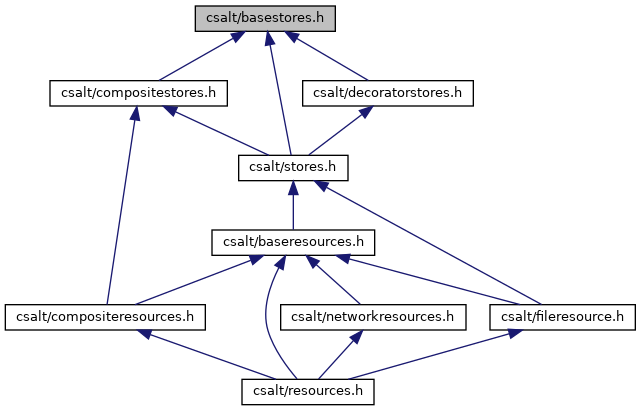 csalt/basestores.h
csalt/compositestores.h
csalt/decoratorstores.h
csalt/stores.h
csalt/baseresources.h
csalt/compositeresources.h
csalt/networkresources.h
csalt/fileresource.h
csalt/resources.h